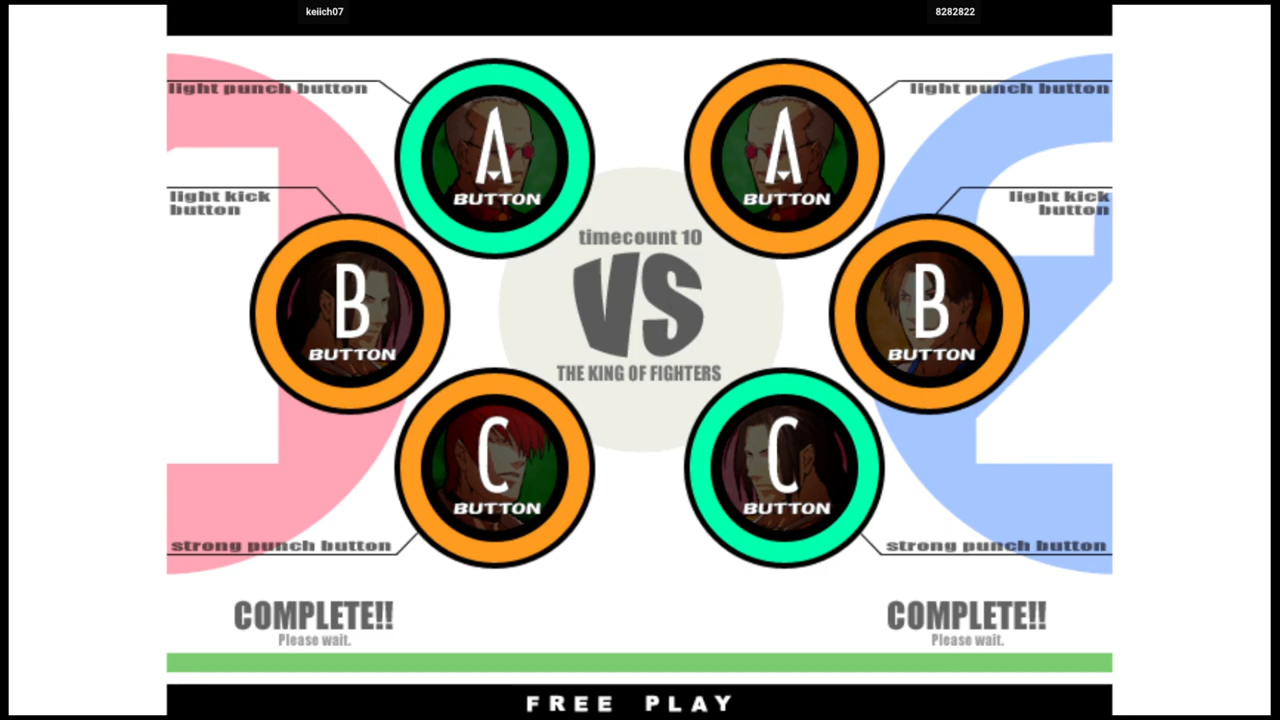 keiich07
8282822
light punch button
light punch button
A
BUTTON
A
BUTTON
light kick
button
light kick
button
timecount 10
VS
THE KING OF FIGHTERS
B
BUTTON
B
BUTTON
C
BUTTON
C
BUTTON
strong punch button
strong punch button
COMPLETE!!
Please wait.
COMPLETE!!
Please wait.
FREE PLAY